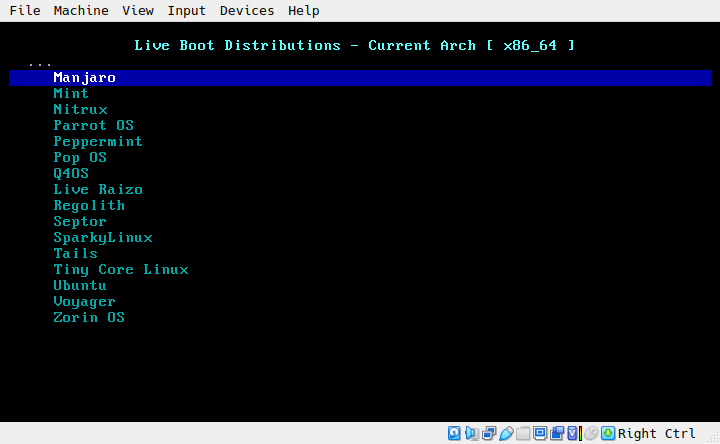 File Machine View Input Devices Help
Live Boot Distributions - Current Arch [ x86_64 ]
...
Manjaro
Mint
Nitrux
Parrot OS
Peppermint
Pop OS
Q4OS
Live Raizo
Regolith
Septor
SparkyLinux
Tails
Tiny Core Linux
Ubuntu
Voyager
Zorin OS
Right Ctrl